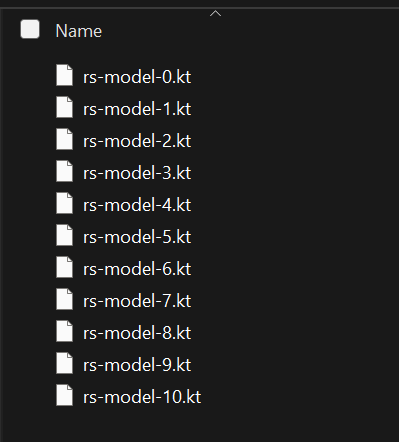 Name
rs-model-0.kt
rs-model-1.kt
rs-model-2.kt
rs-model-3.kt
rs-model-4.kt
rs-model-5.kt
rs-model-6.kt
rs-model-7.kt
rs-model-8.kt
rs-model-9.kt
rs-model-10.kt